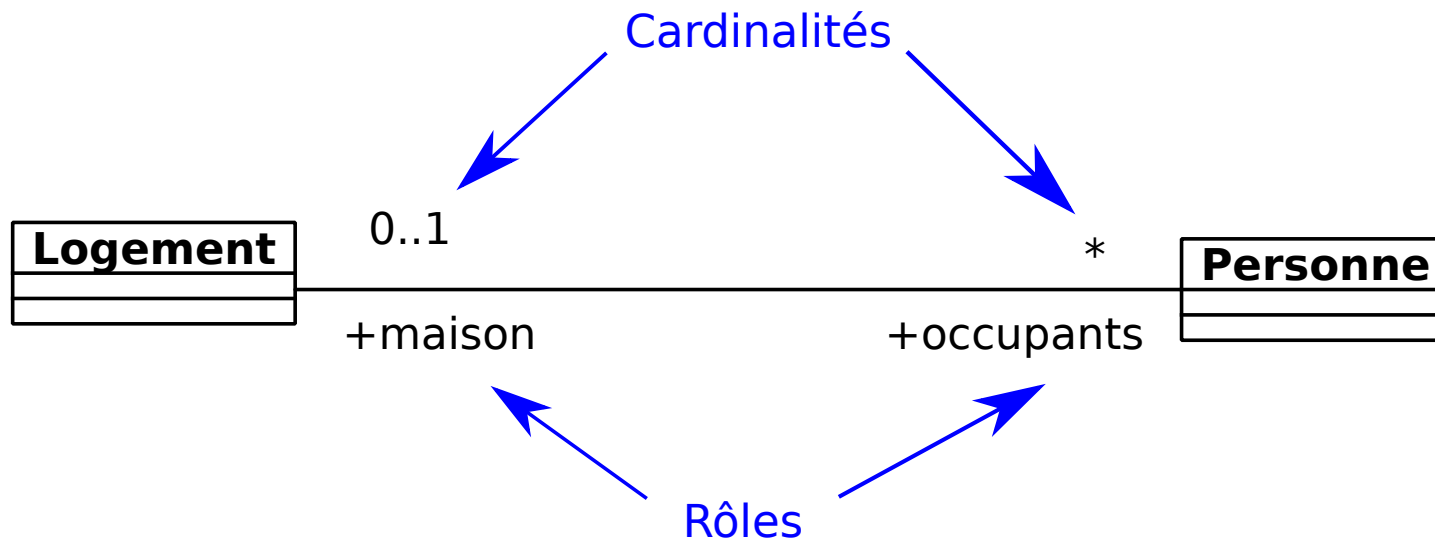 Cardinalités
0..1
*
Logement
Personne
+maison
+occupants
Rôles